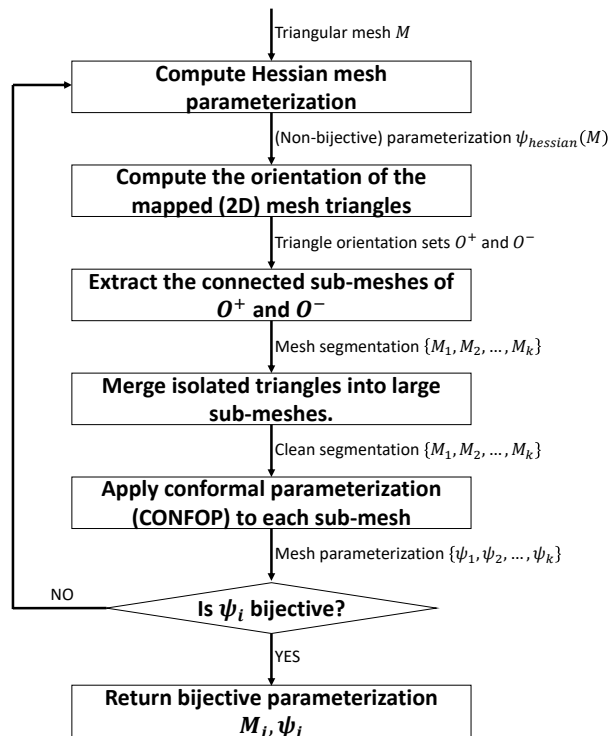 Triangular mesh M
Compute Hessian mesh
parameterization
(Non-bijective) parameterization ψ_hessian(M)
Compute the orientation of the
mapped (2D) mesh triangles
Triangle orientation sets O⁺ and O⁻
Extract the connected sub-meshes of
O⁺ and O⁻
Mesh segmentation {M₁, M₂, …, Mₖ}
Merge isolated triangles into large
sub-meshes.
Clean segmentation {M₁, M₂, …, Mₖ}
Apply conformal parameterization
(CONFOP) to each sub-mesh
Mesh parameterization {ψ₁, ψ₂, …, ψₖ}
NO
Is ψᵢ bijective?
YES
Return bijective parameterization
Mᵢ, ψᵢ